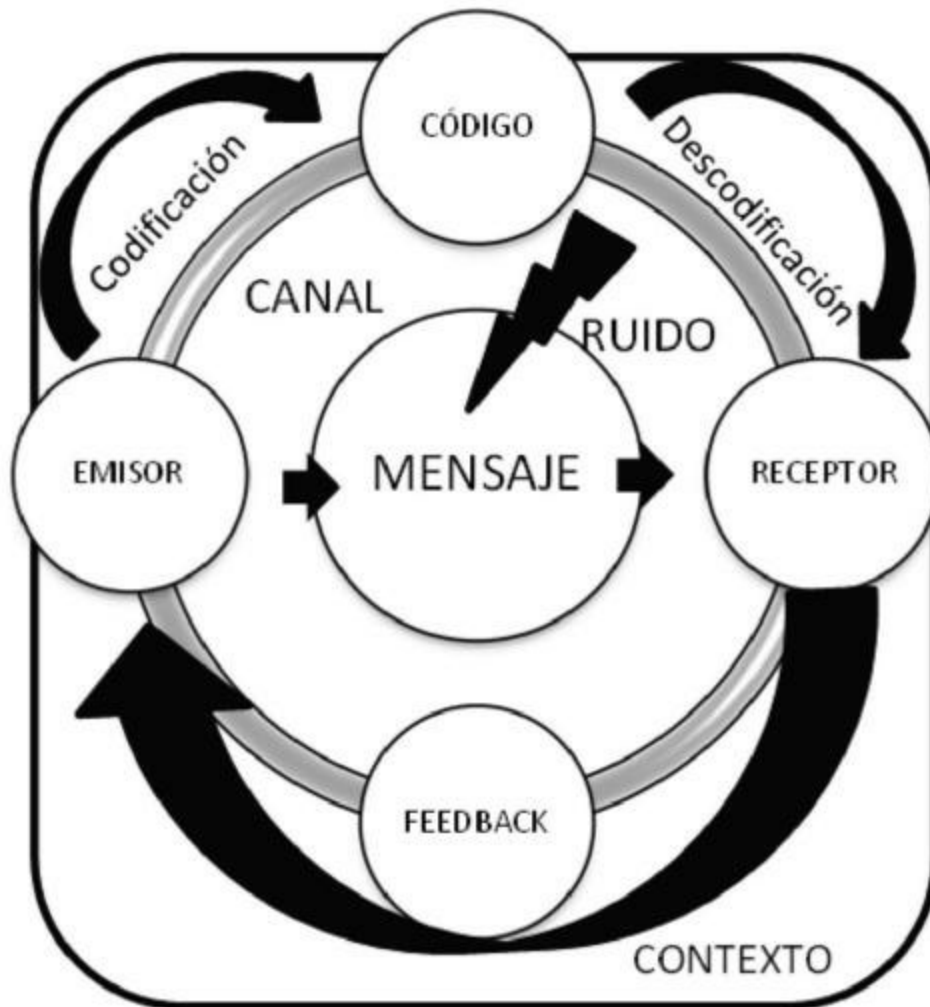 CÓDIGO
Codificación
Descodificación
CANAL
RUIDO
EMISOR
MENSAJE
RECEPTOR
FEEDBACK
CONTEXTO